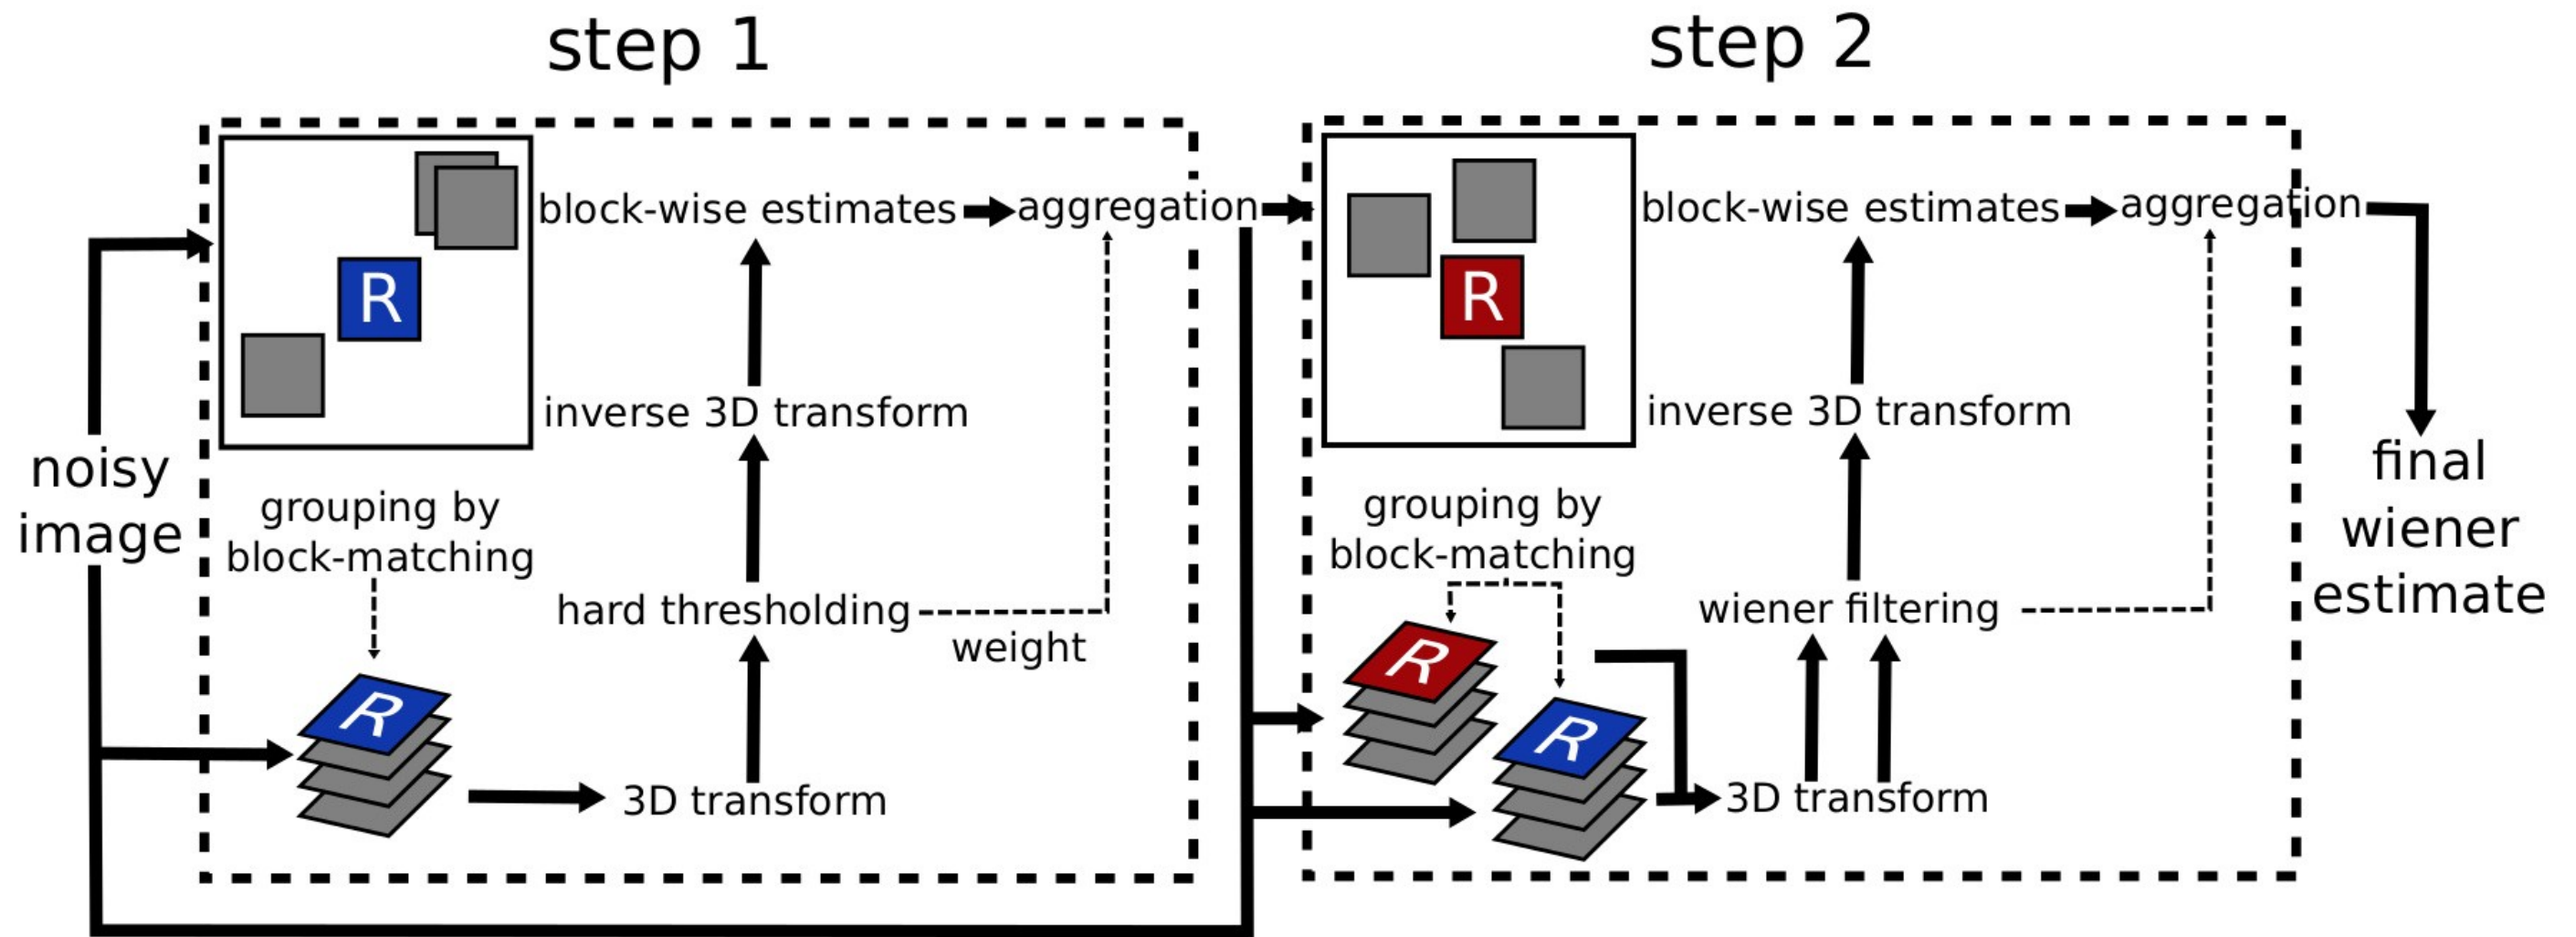 step 1
step 2
block-wise estimates
aggregation
R
inverse 3D transform
noisy
image
grouping by
block-matching
hard thresholding
weight
R
3D transform
block-wise estimates
aggregation
R
inverse 3D transform
final
wiener
estimate
grouping by
block-matching
wiener filtering
R
R
3D transform